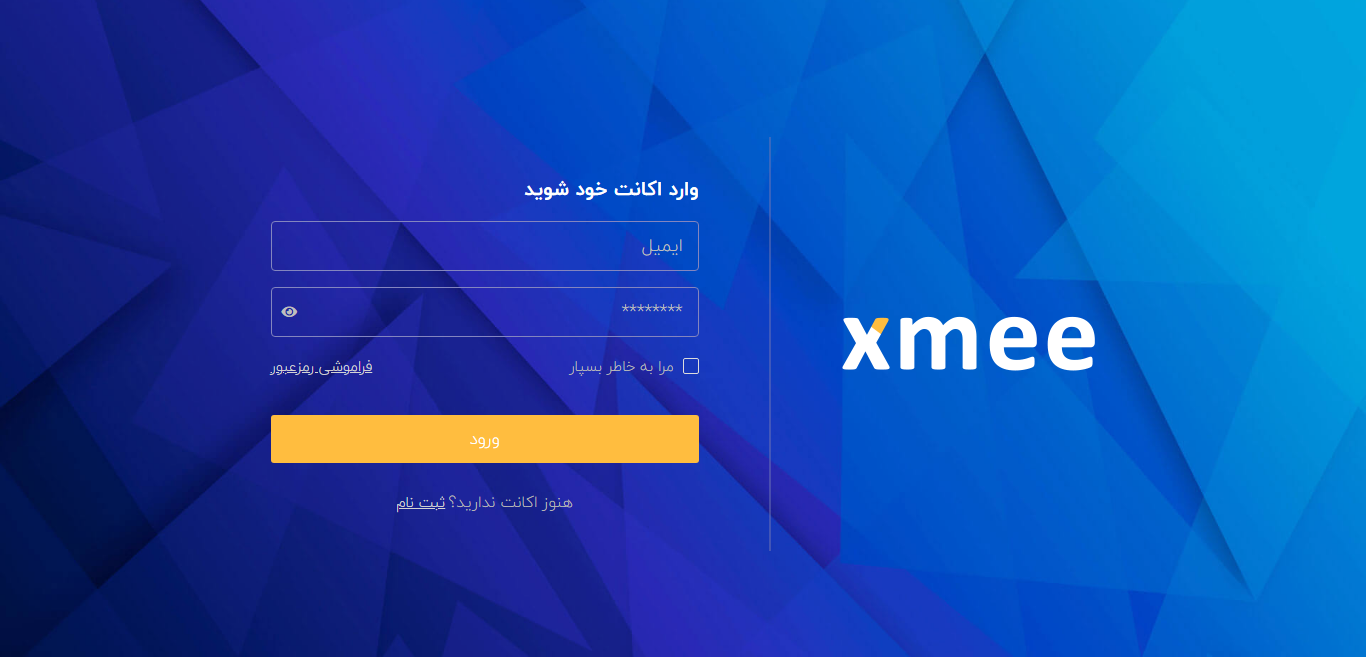 وارد اکانت خود شوید
ایمیل
********
مرا به خاطر بسپار
فراموشی رمزعبور
ورود
هنوز اکانت ندارید؟ ثبت نام
xmee